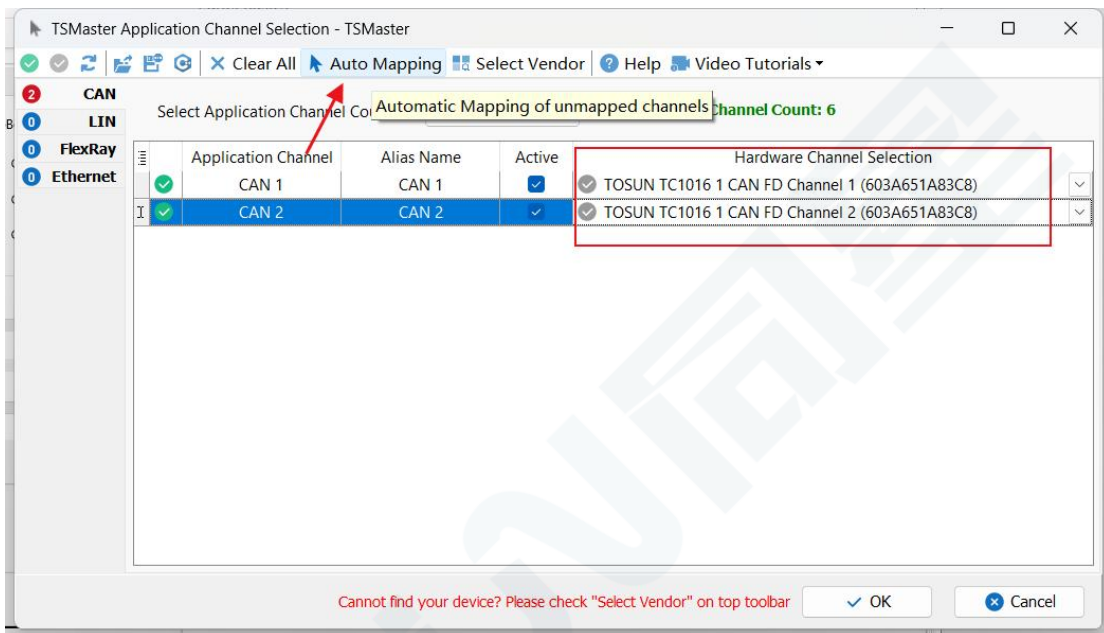 TSMaster Application Channel Selection - TSMaster
Clear All Auto Mapping Select Vendor Help Video Tutorials
2 CAN
0 LIN
0 FlexRay
0 Ethernet
Select Application Channel
Automatic Mapping of unmapped channels
Channel Count: 6
Application Channel Alias Name Active Hardware Channel Selection
CAN 1 CAN 1 TOSUN TC1016 1 CAN FD Channel 1 (603A651A83C8)
CAN 2 CAN 2 TOSUN TC1016 1 CAN FD Channel 2 (603A651A83C8)
Cannot find your device? Please check "Select Vendor" on top toolbar OK Cancel